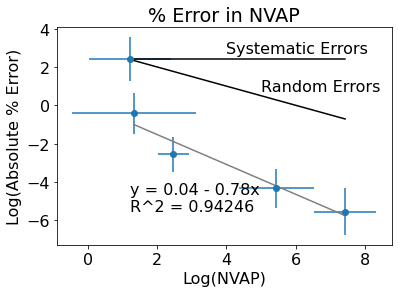 % Error in NVAP
4
2
0
−2
−4
−6
Log(Absolute % Error)
Systematic Errors
Random Errors
y = 0.04 - 0.78x
R^2 = 0.94246
0
2
4
6
8
Log(NVAP)